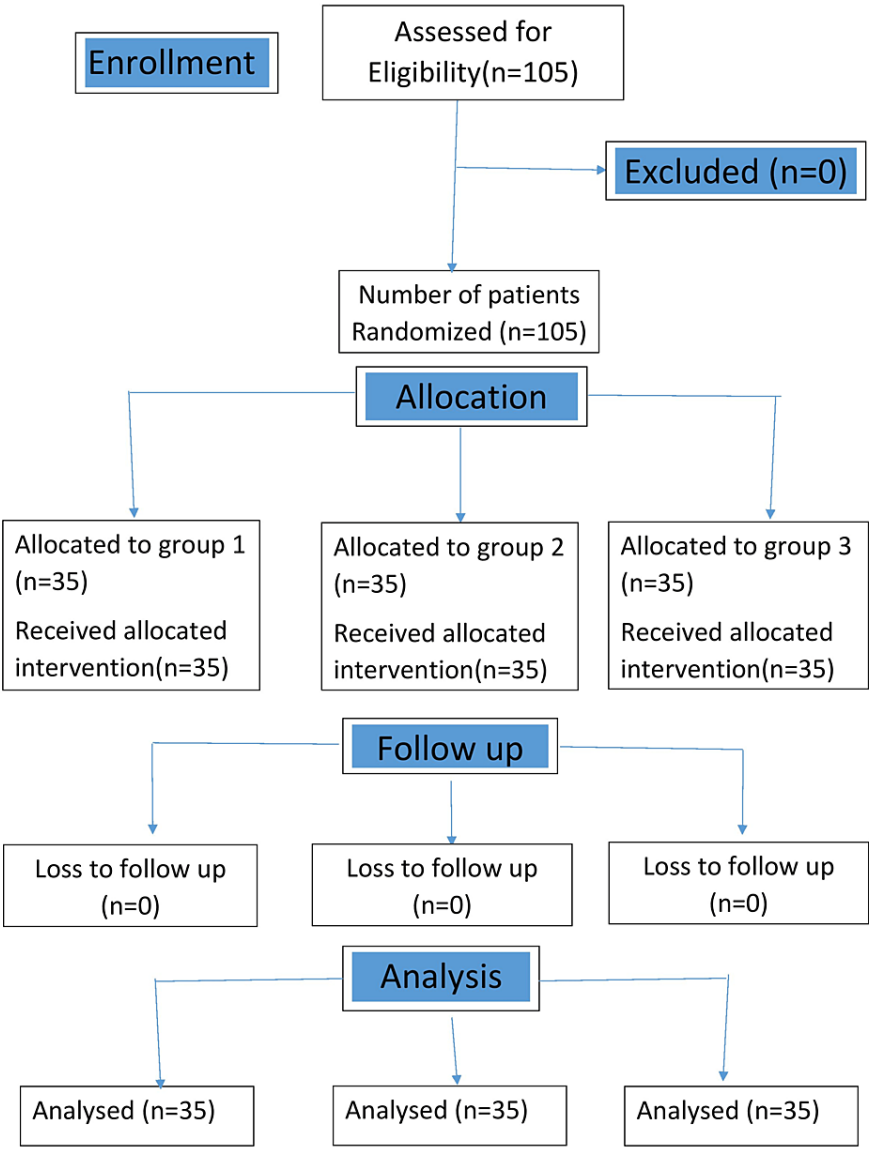 Enrollment
Assessed for
Eligibility(n=105)
Excluded (n=0)
Number of patients
Randomized (n=105)
Allocation
Allocated to group 1
(n=35)
Received allocated
intervention(n=35)
Allocated to group 2
(n=35)
Received allocated
intervention(n=35)
Allocated to group 3
(n=35)
Received allocated
intervention(n=35)
Follow up
Loss to follow up
(n=0)
Loss to follow up
(n=0)
Loss to follow up
(n=0)
Analysis
Analysed (n=35)
Analysed (n=35)
Analysed (n=35)